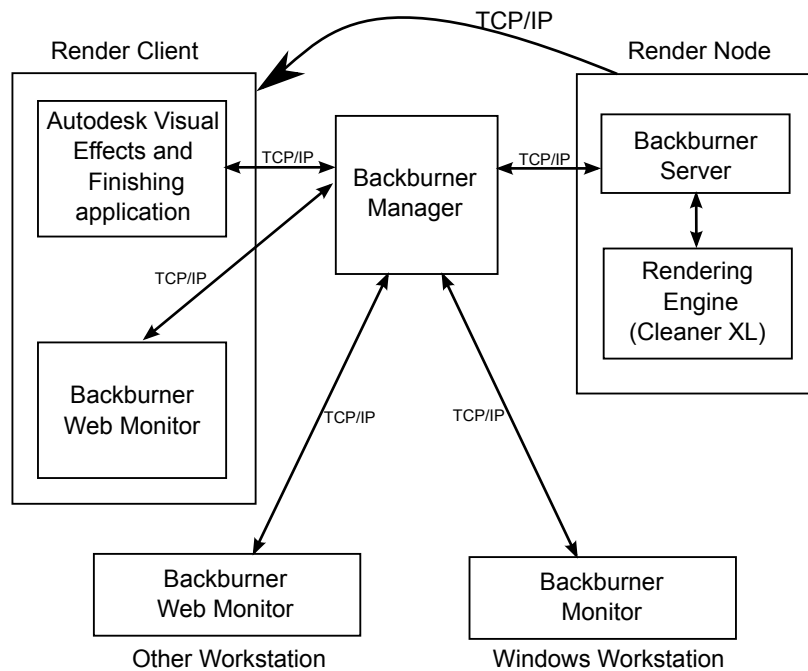 TCP/IP
Render Client
Render Node
Autodesk Visual
Effects and
Finishing
application
TCP/IP
Backburner
Manager
TCP/IP
Backburner
Server
TCP/IP
Rendering
Engine
(Cleaner XL)
Backburner
Web Monitor
TCP/IP
TCP/IP
Backburner
Web Monitor
Other Workstation
Backburner
Monitor
Windows Workstation